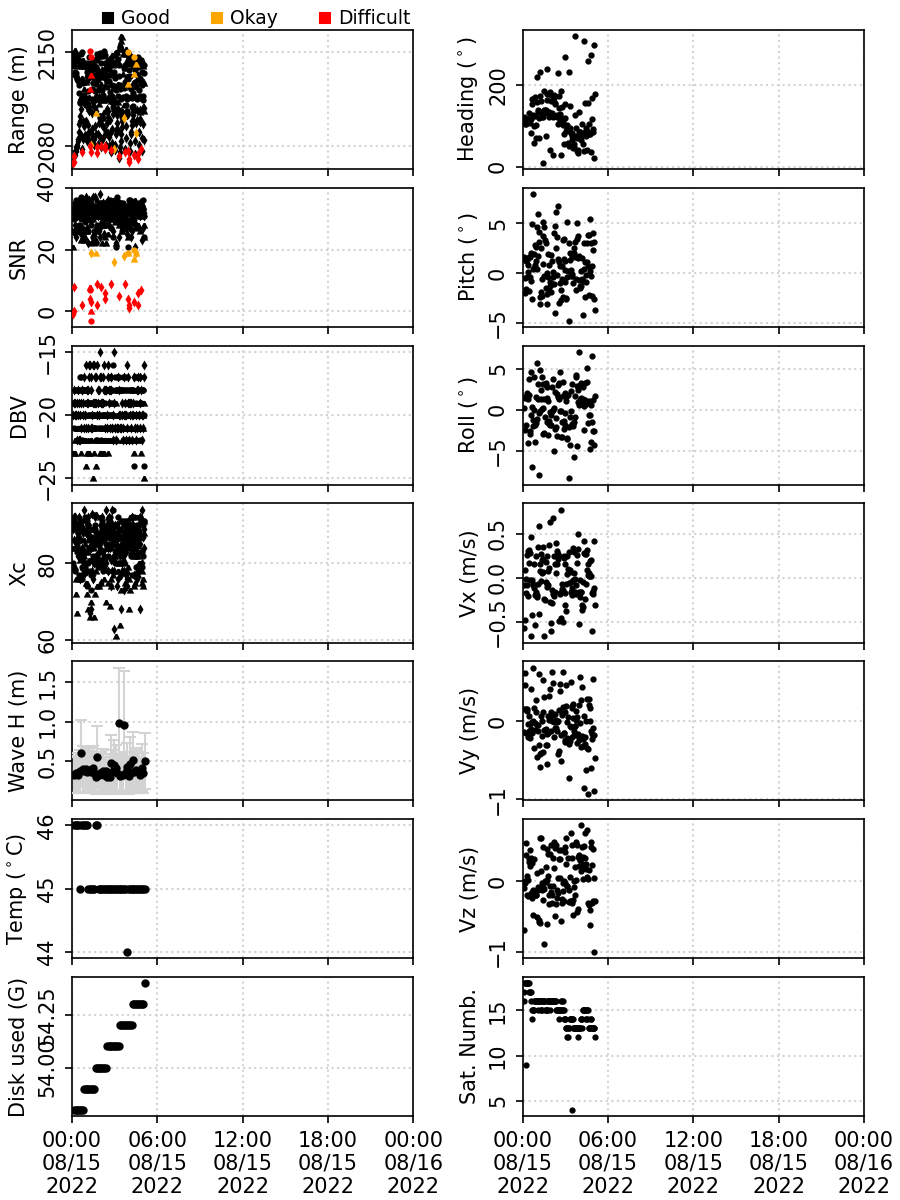 Good Okay Difficult
Range (m)
2150
2080
SNR
40
20
0
DBV
−15
−20
−25
Xc
80
60
Wave H (m)
1.5
1.0
0.5
Temp (°C)
46
45
44
Disk used (G)
54.25
54.00
00:00 06:00 12:00 18:00 00:00
08/15 08/15 08/15 08/15 08/16
2022 2022 2022 2022 2022
Heading (°)
200
0
Pitch (°)
5
0
−5
Roll (°)
5
0
−5
Vx (m/s)
0.5
0.0
−0.5
Vy (m/s)
0
−1
Vz (m/s)
0
−1
Sat. Numb.
15
10
5
00:00 06:00 12:00 18:00 00:00
08/15 08/15 08/15 08/15 08/16
2022 2022 2022 2022 2022